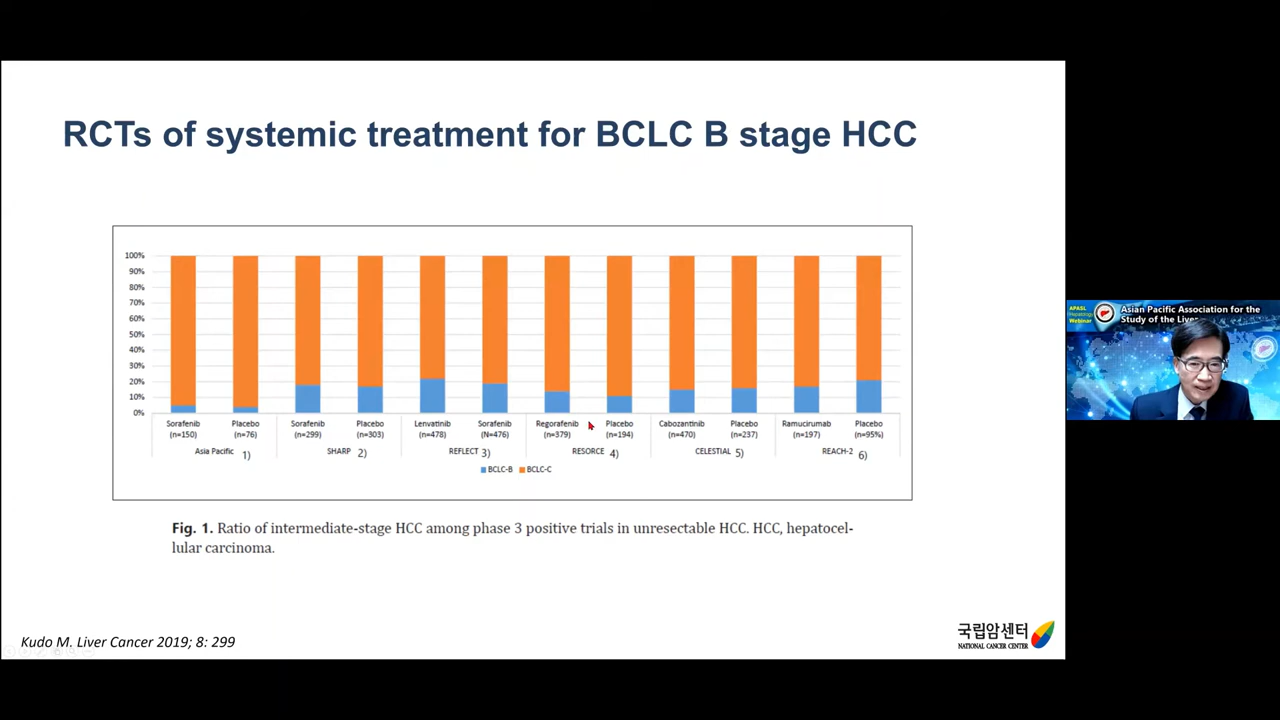 RCTs of systemic treatment for BCLC B stage HCC
100%
90%
80%
70%
60%
50%
40%
30%
20%
10%
0%
Sorafenib Placebo Sorafenib Placebo Lenvatinib Sorafenib Regorafenib Placebo Cabozantinib Placebo Ramucirumab Placebo
(n=150) (n=76) (n=299) (n=303) (n=478) (N=476) (n=379) (n=194) (n=470) (n=237) (n=197) (n=95%)
Asia Pacific 1) SHARP 2) REFLECT 3) RESORCE 4) CELESTIAL 5) REACH-2 6)
BCLC-B BCLC-C
Fig. 1. Ratio of intermediate-stage HCC among phase 3 positive trials in unresectable HCC. HCC, hepatocel-
lular carcinoma.
Kudo M. Liver Cancer 2019; 8: 299
국립암센터
NATIONAL CANCER CENTER
APASL
Hepatology
Webinar
Asian Pacific Association for the
Study of the Liver